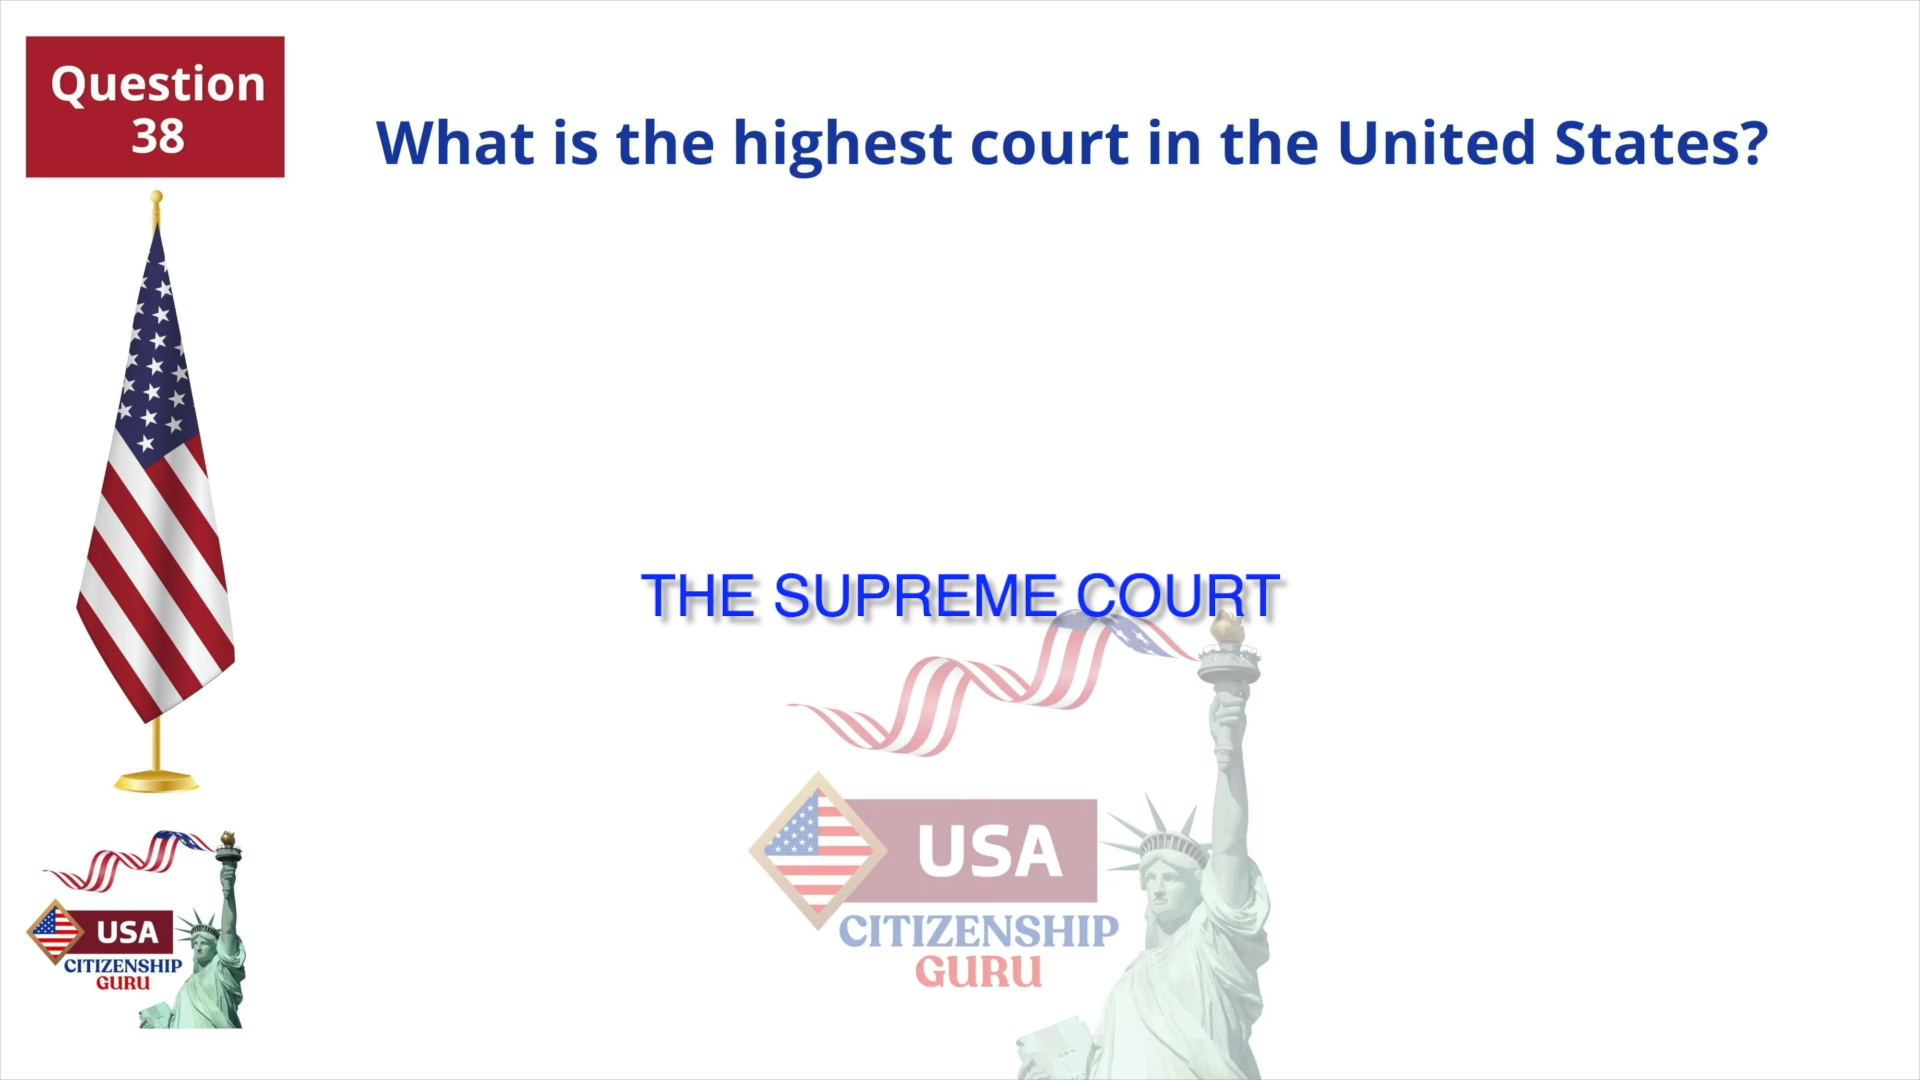 Question
38
What is the highest court in the United States?
THE SUPREME COURT
USA
CITIZENSHIP
GURU
USA
CITIZENSHIP
GURU